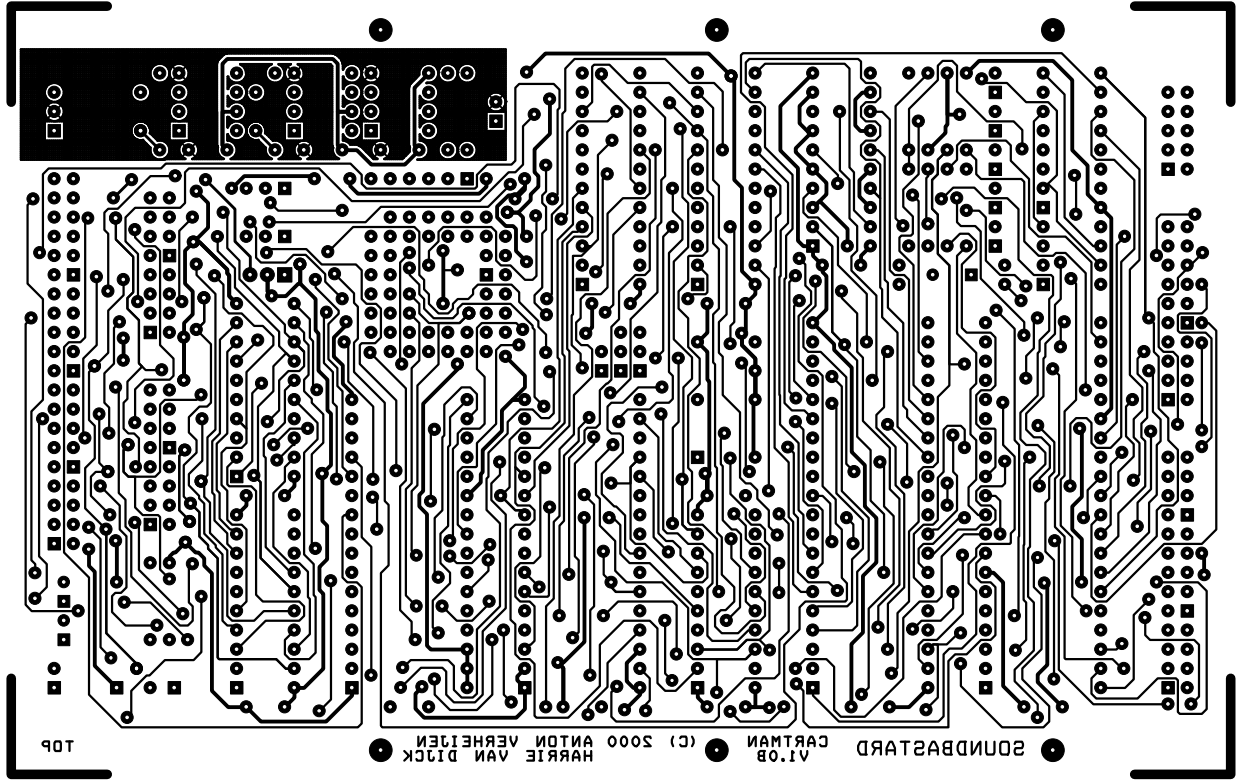 SOUNDBASTARD
CARTMAN
V1.0B
(C) 2000 ANTON VERHEIJEN
HARRIE VAN DIJCK
TOP